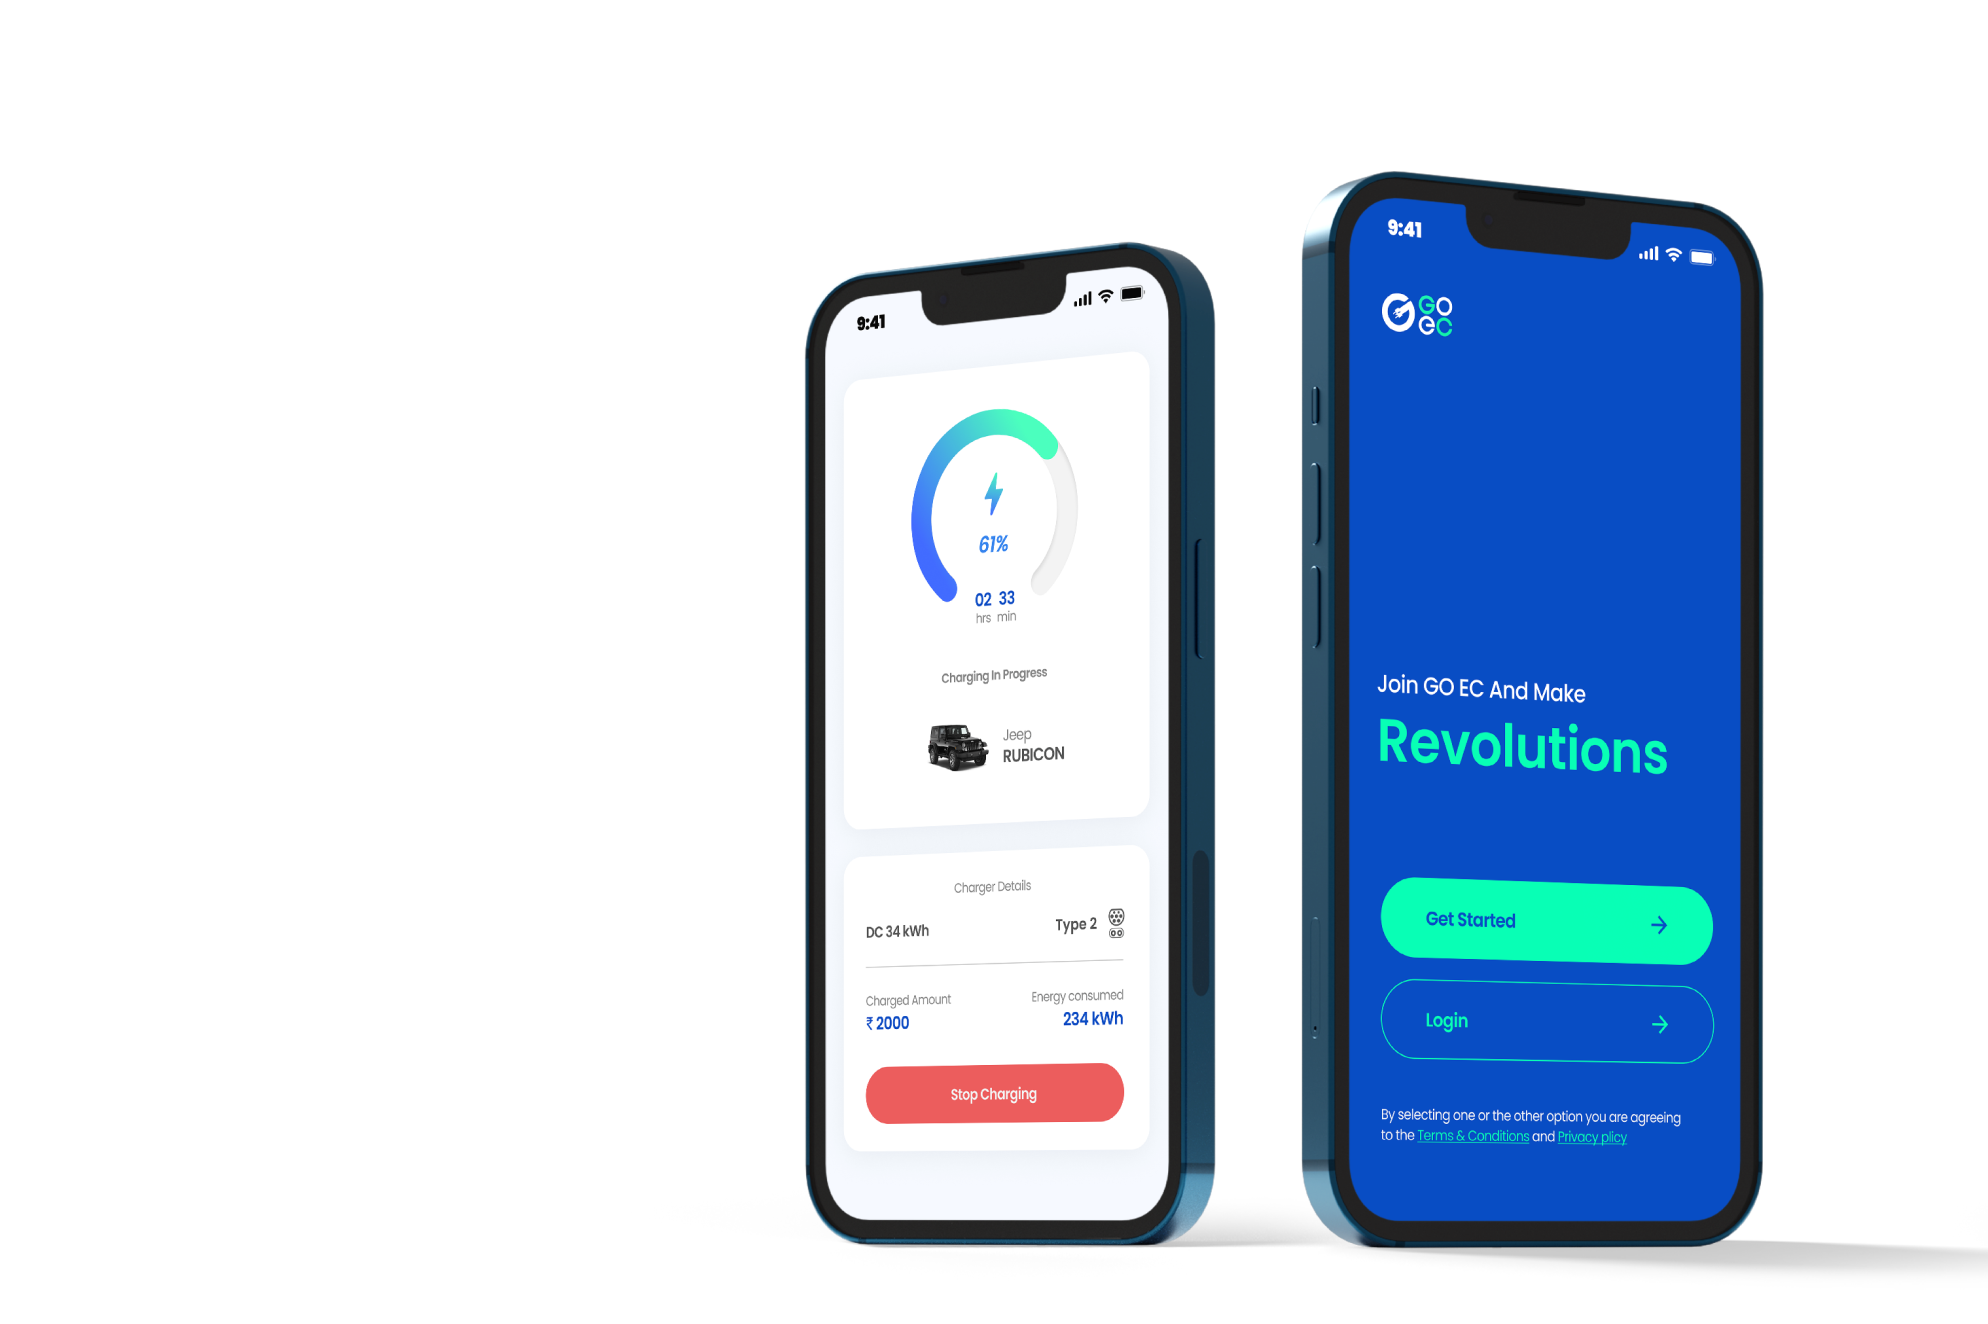 9:41
61%
02 33
hrs min
Charging In Progress
Jeep
RUBICON
Charger Details
DC 34 kWh
Type 2
Charged Amount
Energy consumed
₹ 2000
234 kWh
Stop Charging
9:41
GO
eC
Join GO EC And Make
Revolutions
Get Started
Login
By selecting one or the other option you are agreeing
to the Terms & Conditions and Privacy plicy